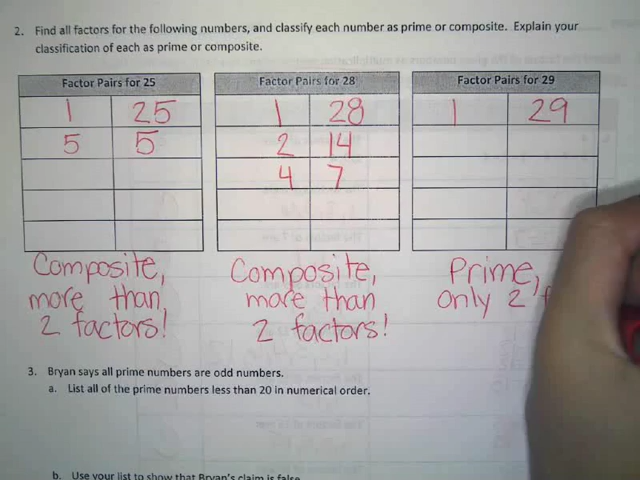 2. Find all factors for the following numbers, and classify each number as prime or composite. Explain your
classification of each as prime or composite.
Factor Pairs for 25
1 25
5 5
Composite,
more than
2 factors!
Factor Pairs for 28
1 28
2 14
4 7
Composite,
more than
2 factors!
Factor Pairs for 29
1 29
Prime,
only 2
3. Bryan says all prime numbers are odd numbers.
a. List all of the prime numbers less than 20 in numerical order.
b. Use your list to show that Bryan's claim is false.